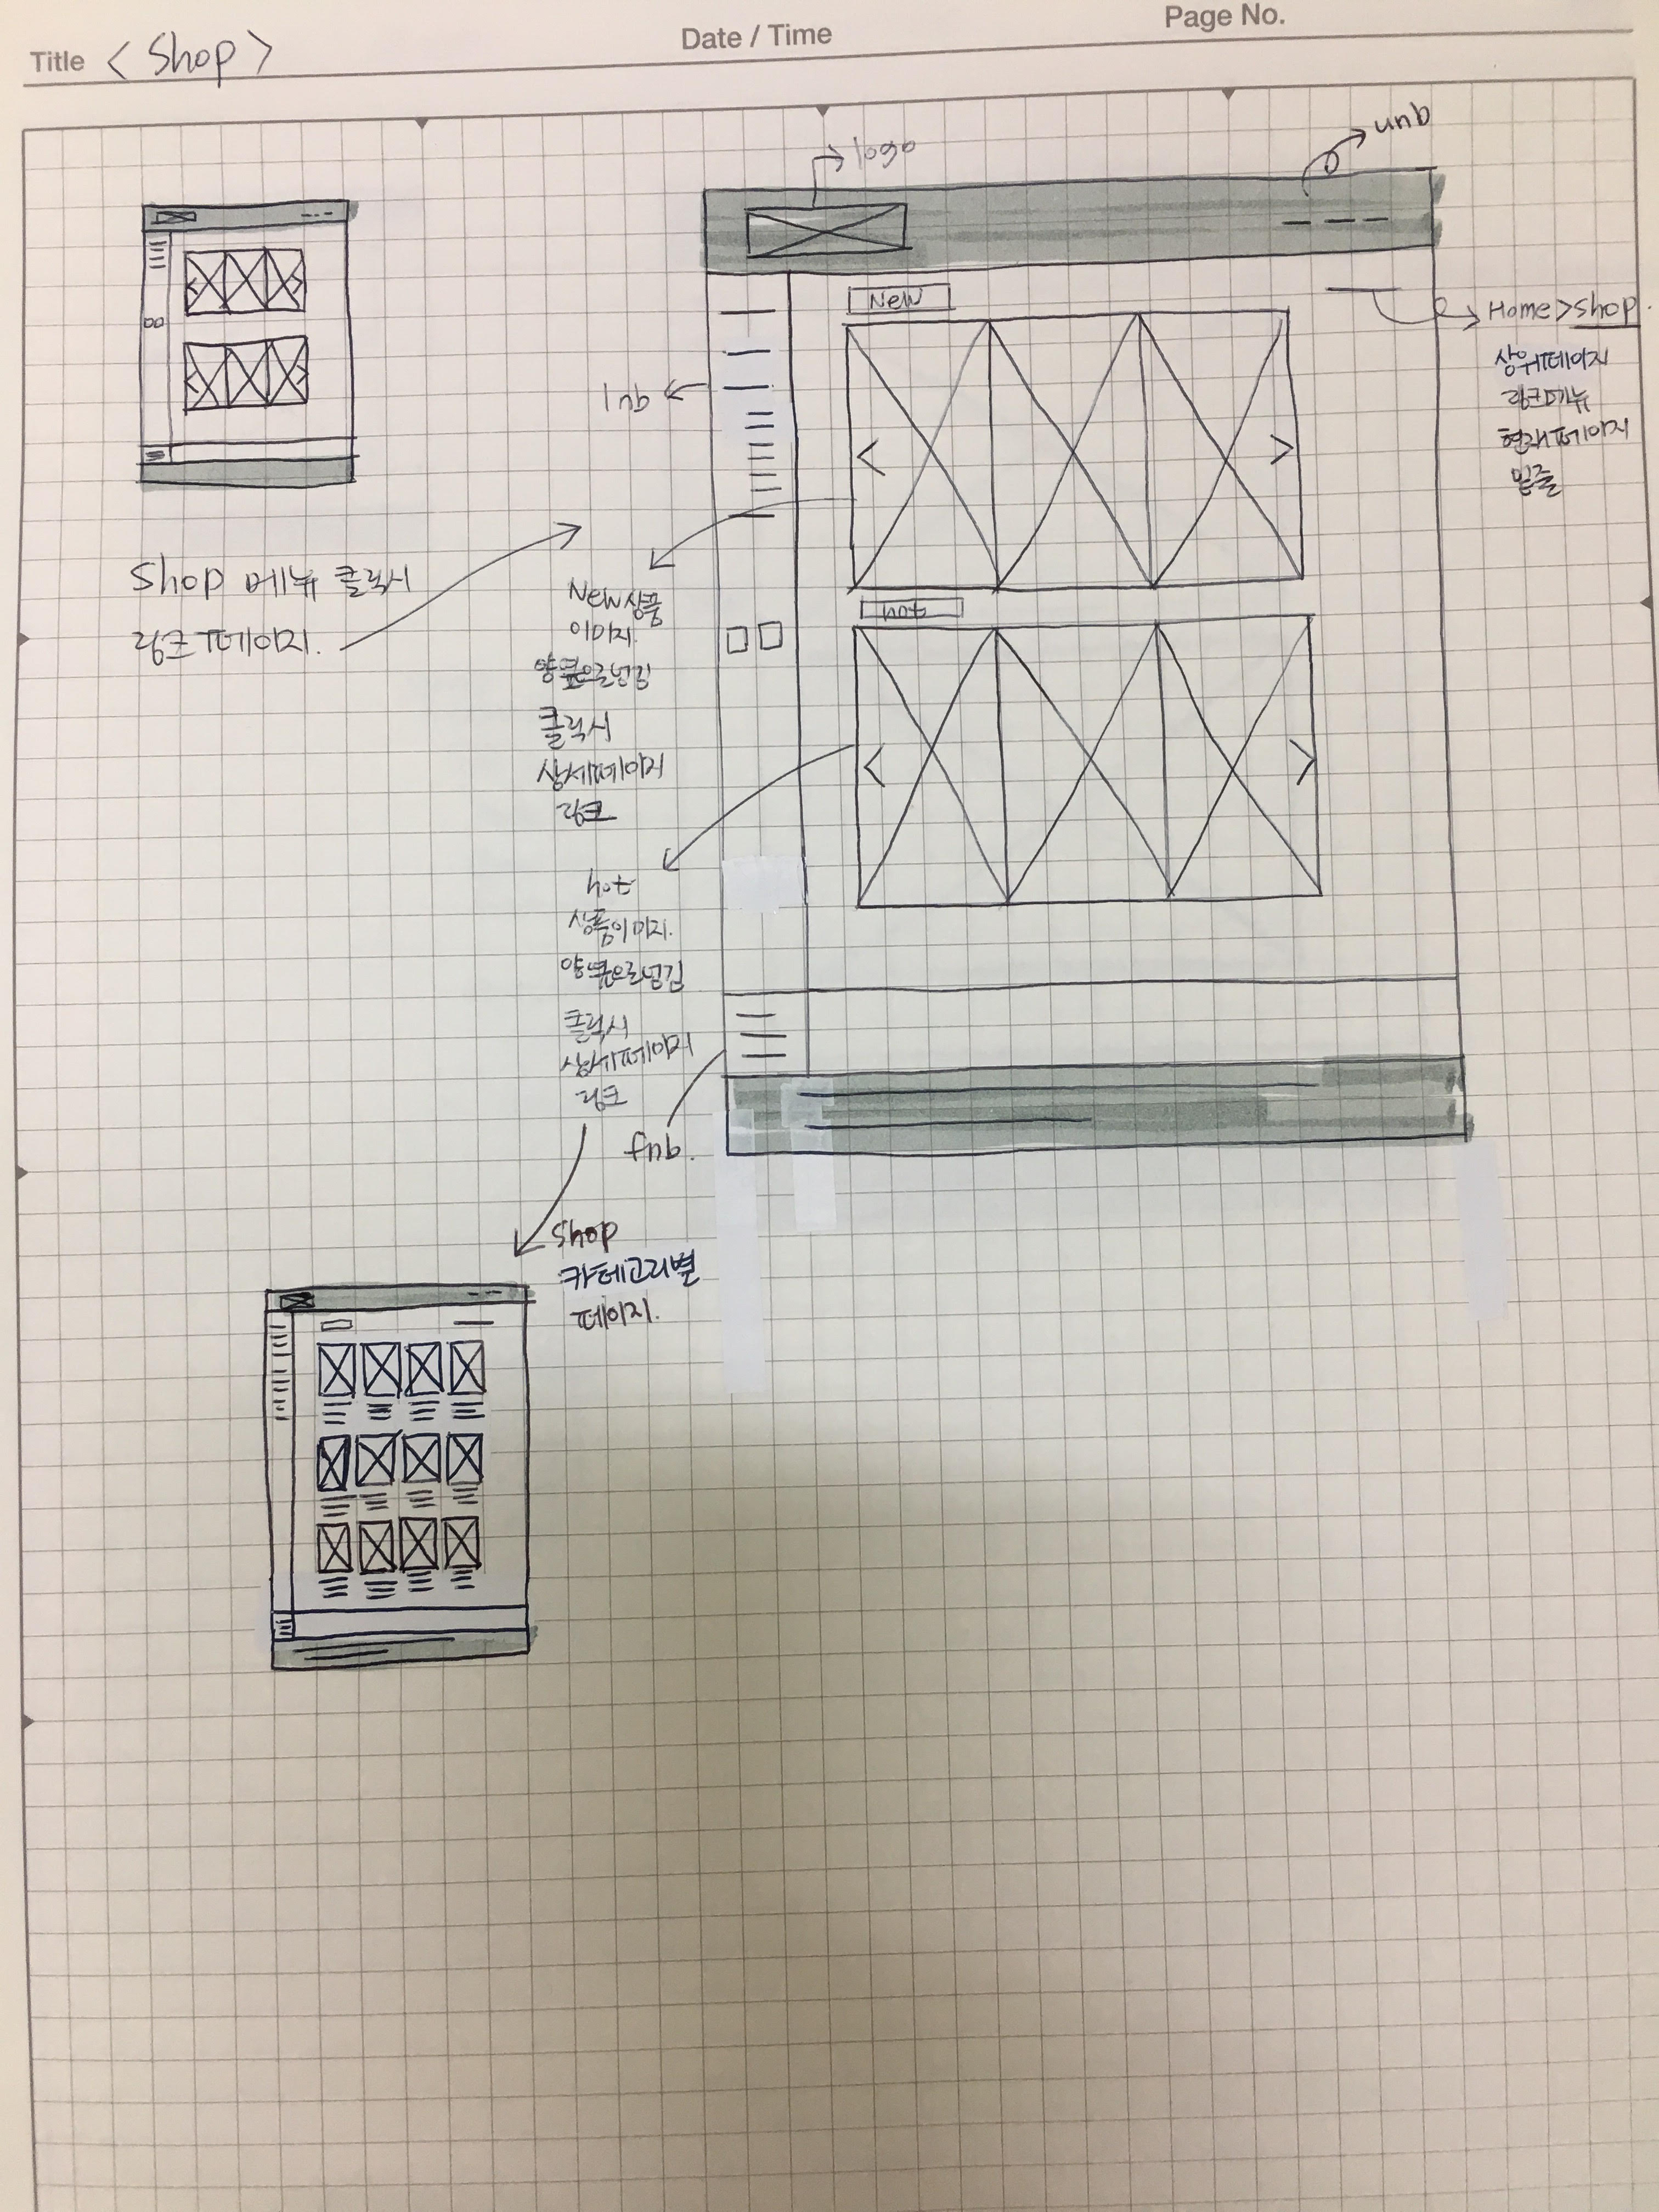 Title <Shop>
Date / Time
Page No.
logo
unb
New
Home>shop.
상위페이지
링크메뉴
현재페이지
밑줄
lnb
Shop 메뉴 클릭시
링크페이지.
New상품
이미지.
양옆으로넘김
클릭시
상세페이지
링크
hot
hot
상품이미지.
양옆으로넘김
클릭시
상세페이지
링크
fnb.
shop
카테고리별
페이지.